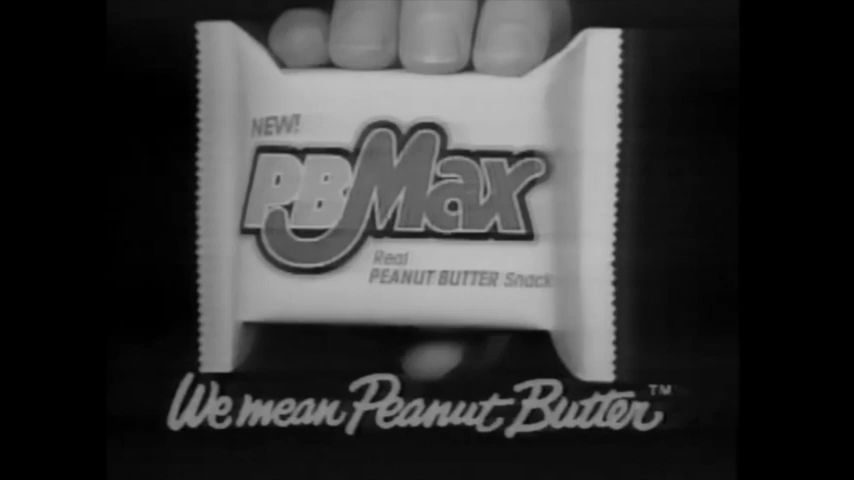 NEW!
PBMax
Real
PEANUT BUTTER Snack
We mean Peanut Butter™